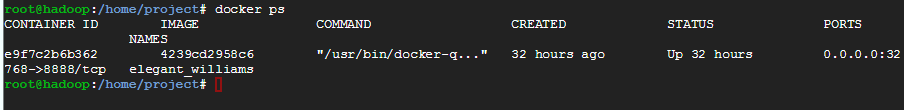 root@hadoop:/home/project# docker ps
CONTAINER ID IMAGE COMMAND CREATED STATUS PORTS
NAMES
e9f7c2b6b362 4239cd2958c6 "/usr/bin/docker-q..." 32 hours ago Up 32 hours 0.0.0.0:32
768->8888/tcp elegant_williams
root@hadoop:/home/project#